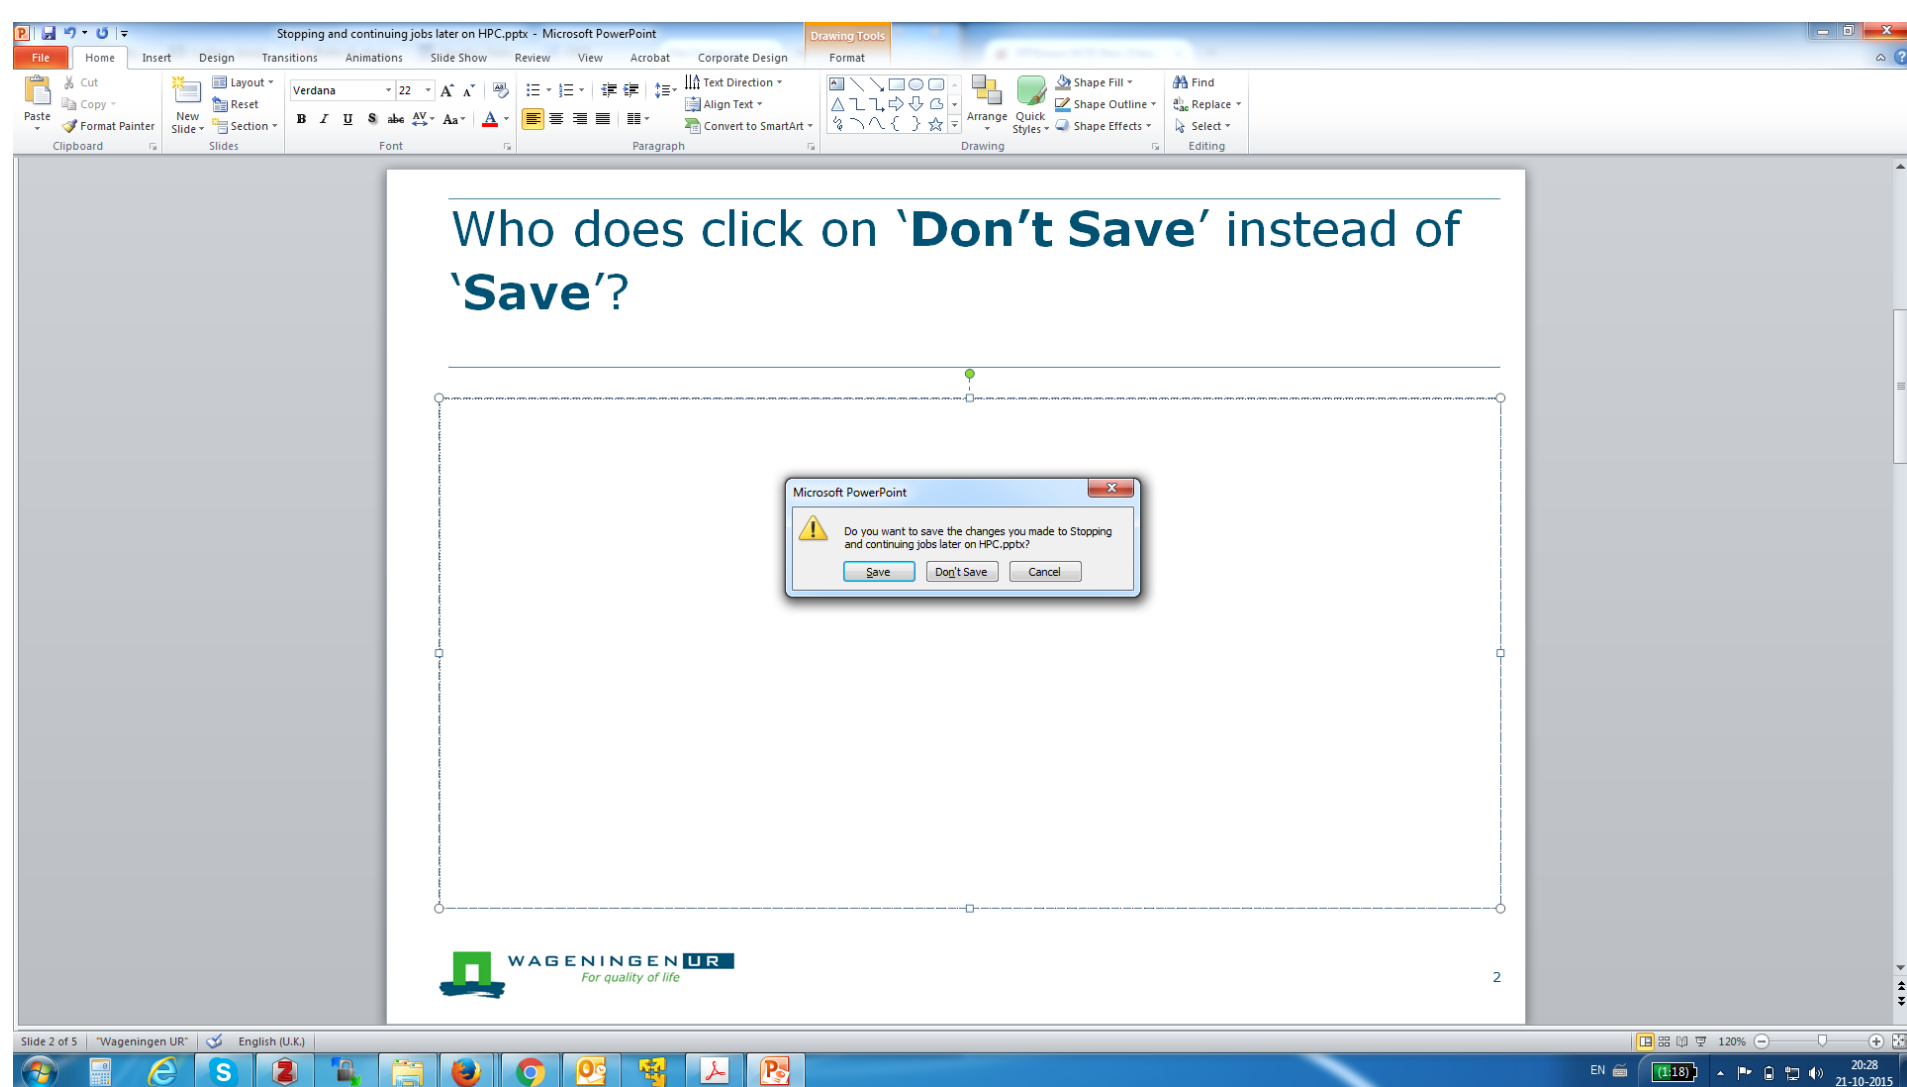 Stopping and continuing jobs later on HPC.pptx - Microsoft PowerPoint
Drawing Tools
File Home Insert Design Transitions Animations Slide Show Review View Acrobat Corporate Design Format
Cut
Copy
Paste
Format Painter
Clipboard
New Slide
Layout
Reset
Section
Slides
Verdana 22
B I U S abc AV Aa A
Font
Text Direction
Align Text
Convert to SmartArt
Paragraph
Arrange
Quick Styles
Shape Fill
Shape Outline
Shape Effects
Drawing
Find
Replace
Select
Editing
Who does click on ‘Don’t Save’ instead of
‘Save’?
Microsoft PowerPoint
Do you want to save the changes you made to Stopping
and continuing jobs later on HPC.pptx?
Save Don't Save Cancel
WAGENINGEN UR
For quality of life
2
Slide 2 of 5 "Wageningen UR" English (U.K.) 120%
EN (1:18) 20:28
21-10-2015